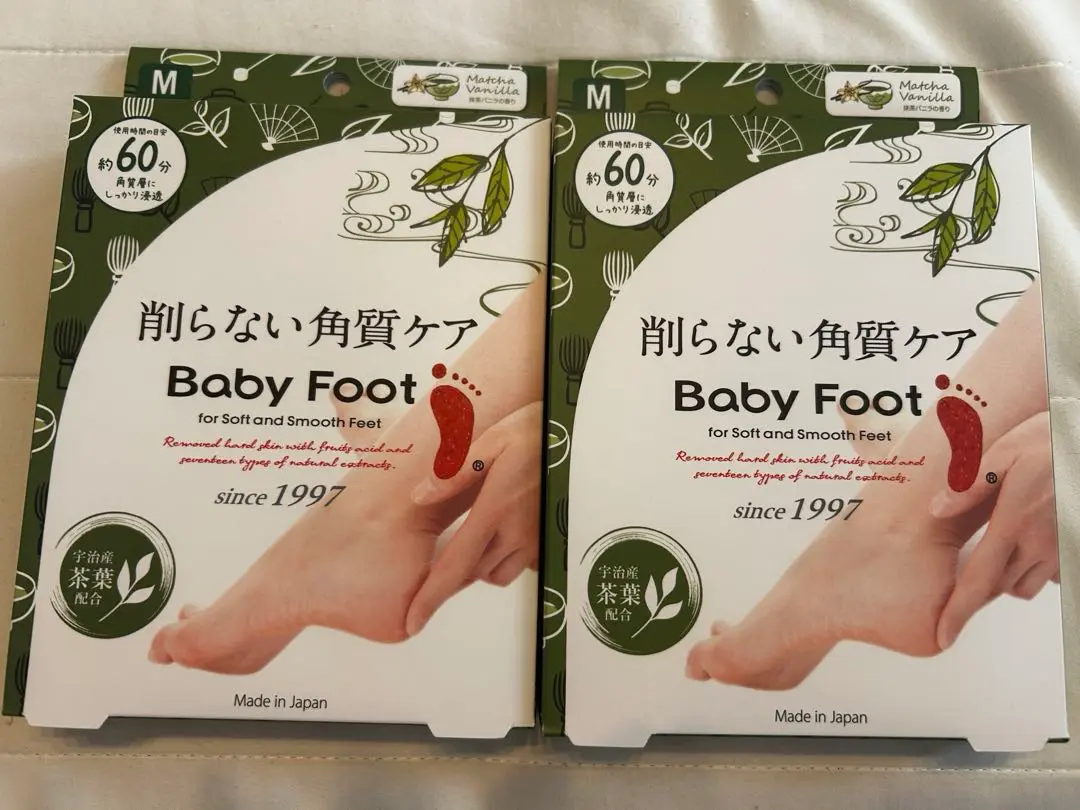 M
Matcha
Vanilla
抹茶バニラの香り
使用時間の目安
約60分
角質層に
しっかり浸透
削らない角質ケア
Baby Foot
for Soft and Smooth Feet
Removed hard skin with fruits acid and
seventeen types of natural extracts.
®
since 1997
宇治産
茶葉
配合
Made in Japan
M
Matcha
Vanilla
抹茶バニラの香り
使用時間の目安
約60分
角質層に
しっかり浸透
削らない角質ケア
Baby Foot
for Soft and Smooth Feet
Removed hard skin with fruits acid and
seventeen types of natural extracts.
®
since 1997
宇治産
茶葉
配合
Made in Japan